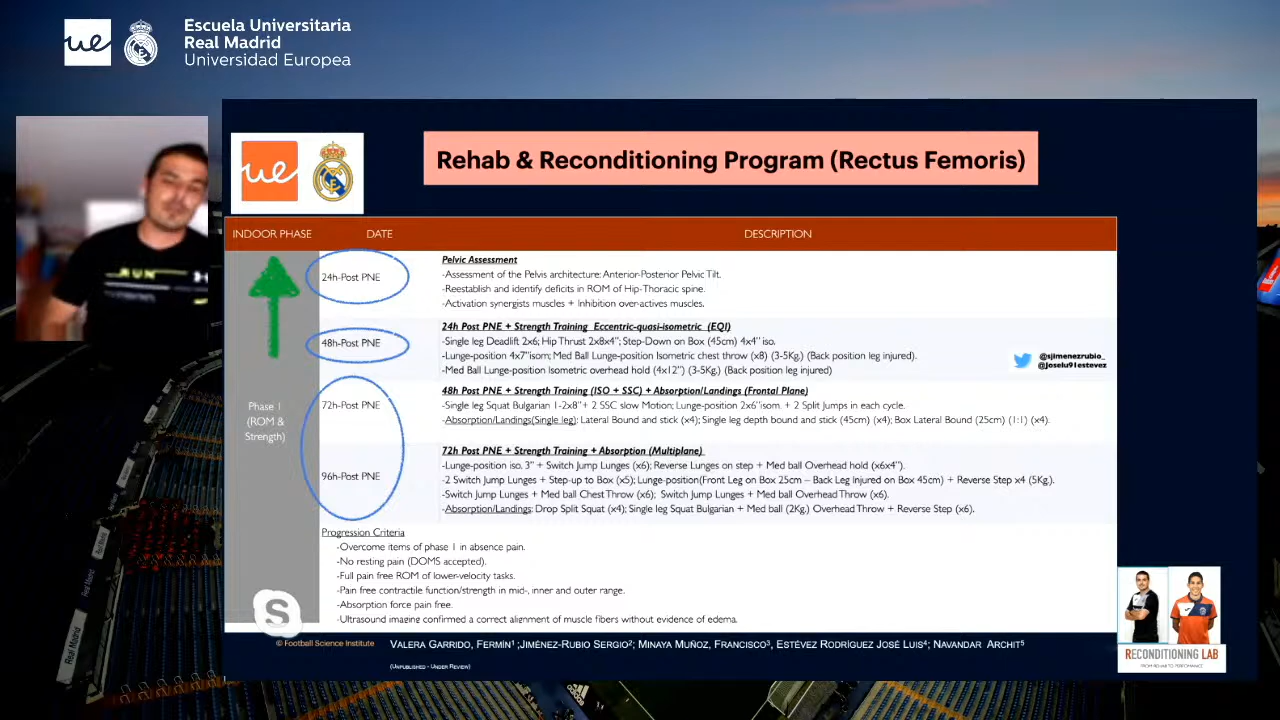 Escuela Universitaria
Real Madrid
Universidad Europea
ue
ue
Rehab & Reconditioning Program (Rectus Femoris)
INDOOR PHASE DATE DESCRIPTION
Phase 1
(ROM &
Strength)
24h-Post PNE
Pelvic Assessment
-Assessment of the Pelvis architecture: Anterior-Posterior Pelvic Tilt.
-Reestablish and identify deficits in ROM of Hip-Thoracic spine.
-Activation synergists muscles + Inhibition over-actives muscles.
48h-Post PNE
24h Post PNE + Strength Training Eccentric-quasi-isometric (EQI)
-Single leg Deadlift 2x6; Hip Thrust 2x8x4''; Step-Down on Box (45cm) 4x4'' iso.
-Lunge-position 4x7''isom; Med Ball Lunge-position Isometric chest throw (x8) (3-5Kg.) (Back position leg injured).
-Med Ball Lunge-position Isometric overhead hold (4x12'') (3-5Kg.) (Back position leg injured)
@sjimenezrubio_
@joselu91estevez
72h-Post PNE
48h Post PNE + Strength Training (ISO + SSC) + Absorption/Landings (Frontal Plane)
-Single leg Squat Bulgarian 1-2x8''+ 2 SSC slow Motion; Lunge-position 2x6''isom. + 2 Split Jumps in each cycle.
-Absorption/Landings(Single leg): Lateral Bound and stick (x4); Single leg depth bound and stick (45cm) (x4); Box Lateral Bound (25cm) (1:1) (x4).
96h-Post PNE
72h Post PNE + Strength Training + Absorption (Multiplane)
-Lunge-position iso. 3'' + Switch Jump Lunges (x6); Reverse Lunges on step + Med ball Overhead hold (x6x4'').
-2 Switch Jump Lunges + Step-up to Box (x5); Lunge-position(Front Leg on Box 25cm – Back Leg Injured on Box 45cm) + Reverse Step x4 (5Kg.).
-Switch Jump Lunges + Med ball Chest Throw (x6); Switch Jump Lunges + Med ball Overhead Throw (x6).
-Absorption/Landings: Drop Split Squat (x4); Single leg Squat Bulgarian + Med ball (2Kg.) Overhead Throw + Reverse Step (x6).
Progression Criteria
-Overcome items of phase 1 in absence pain.
-No resting pain (DOMS accepted).
-Full pain free ROM of lower-velocity tasks.
-Pain free contractile function/strength in mid-, inner and outer range.
-Absorption force pain free.
-Ultrasound imaging confirmed a correct alignment of muscle fibers without evidence of edema.
S
© Football Science Institute
VALERA GARRIDO, FERMÍN¹ ;JIMÉNEZ-RUBIO SERGIO²; MINAYA MUÑOZ, FRANCISCO³, ESTÉVEZ RODRÍGUEZ JOSÉ LUIS⁴; NAVANDAR ARCHIT⁵
(UNPUBLISHED - UNDER REVIEW)
RECONDITIONING LAB
FROM REHAB TO PERFORMANCE
Real Madrid
Real Madrid
Real Madrid
adidas